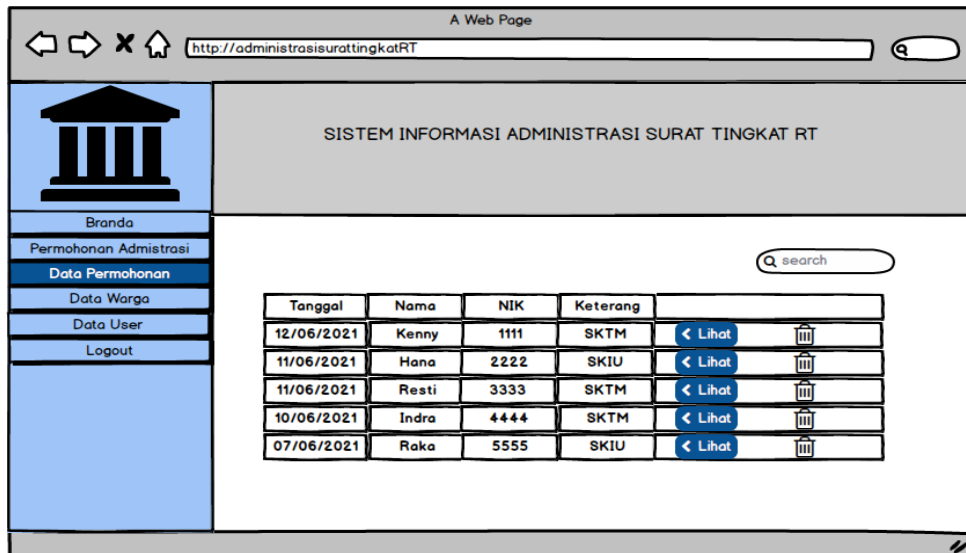 A Web Page
http://administrasisurattingkatRT
SISTEM INFORMASI ADMINISTRASI SURAT TINGKAT RT
Branda
Permohonan Admistrasi
Data Permohonan
Data Warga
Data User
Logout
search
Tanggal Nama NIK Keterang
12/06/2021 Kenny 1111 SKTM Lihat
11/06/2021 Hana 2222 SKIU Lihat
11/06/2021 Resti 3333 SKTM Lihat
10/06/2021 Indra 4444 SKTM Lihat
07/06/2021 Raka 5555 SKIU Lihat